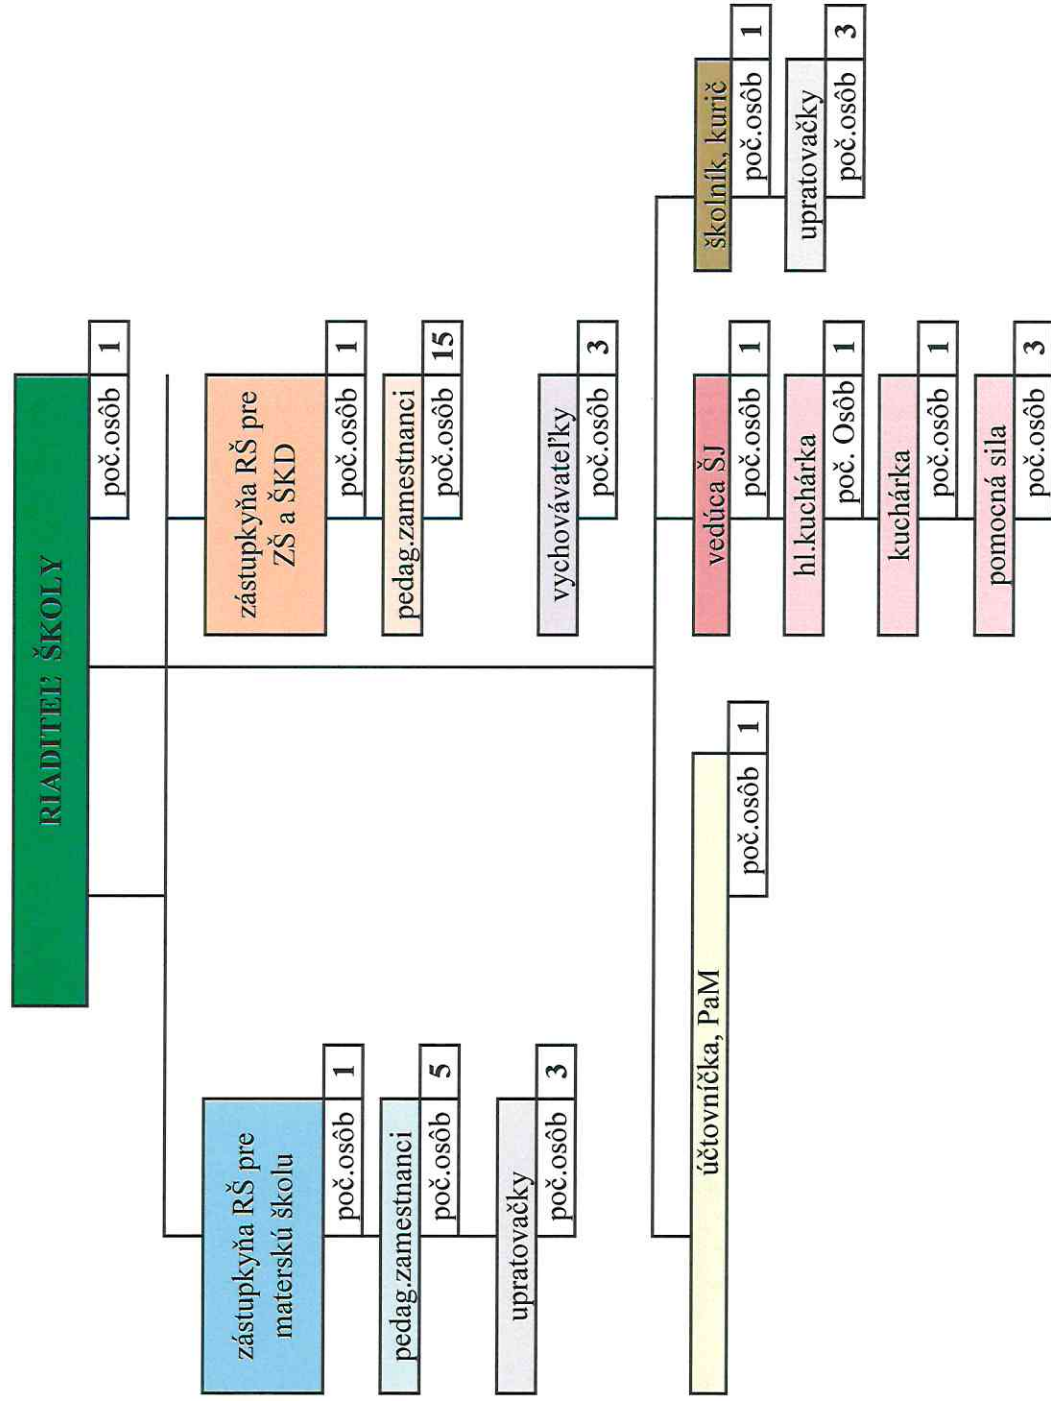 RIADITEĽ ŠKOLY
poč.osôb 1
zástupkyňa RŠ pre
materskú školu
poč.osôb 1
pedag.zamestnanci
poč.osôb 5
upratovačky
poč.osôb 3
zástupkyňa RŠ pre
ZŠ a ŠKD
poč.osôb 1
pedag.zamestnanci
poč.osôb 15
vychovávateľky
poč.osôb 3
účtovníčka, PaM
poč.osôb 1
vedúca ŠJ
poč.osôb 1
hl.kuchárka
poč. Osôb 1
kuchárka
poč.osôb 1
pomocná sila
poč.osôb 3
školník, kurič
poč.osôb 1
upratovačky
poč.osôb 3